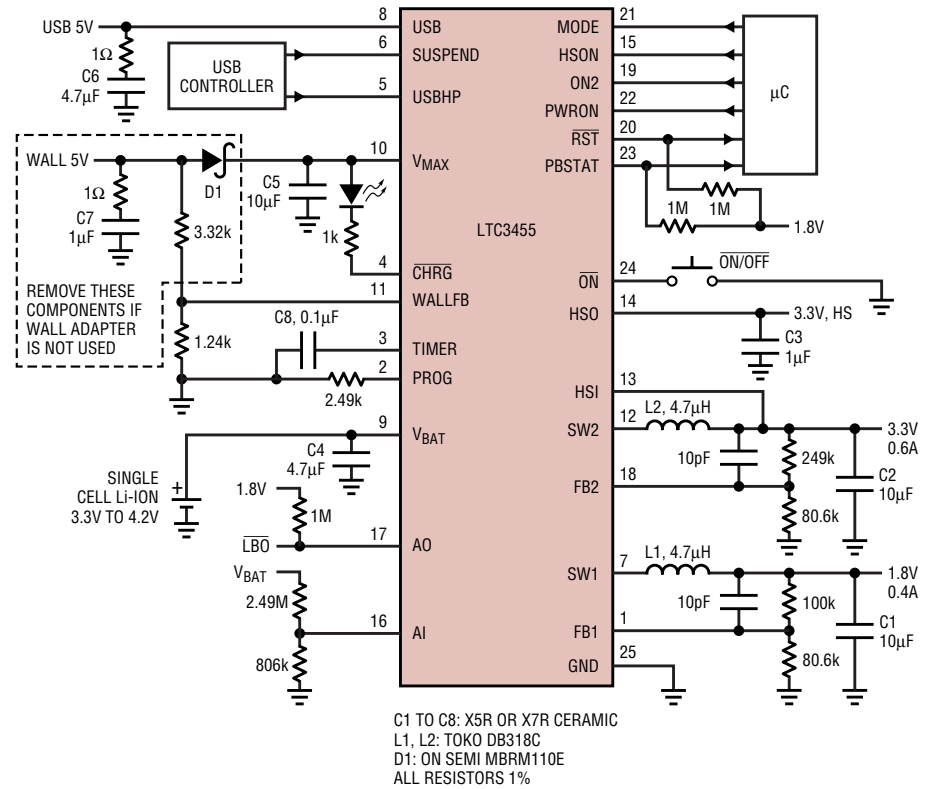 USB 5V
1Ω
C6
4.7µF
USB
CONTROLLER
8
6
5
USB
SUSPEND
USBHP
WALL 5V
1Ω
C7
1µF
3.32k
D1
REMOVE THESE
COMPONENTS IF
WALL ADAPTER
IS NOT USED
1.24k
C5
10µF
1k
10
VMAX
4
CHRG
11
WALLFB
C8, 0.1µF
3
TIMER
2
PROG
2.49k
9
VBAT
C4
4.7µF
SINGLE
CELL Li-ION
3.3V TO 4.2V
+
1.8V
1M
LBO
17
AO
VBAT
2.49M
16
AI
806k
LTC3455
MODE
21
HSON
15
ON2
19
PWRON
22
RST
20
PBSTAT
23
µC
1M
1M
1.8V
ON
24
ON/OFF
HSO
14
3.3V, HS
C3
1µF
HSI
13
SW2
12
L2, 4.7µH
10pF
249k
3.3V
0.6A
C2
10µF
FB2
18
80.6k
SW1
7
L1, 4.7µH
10pF
100k
1.8V
0.4A
C1
10µF
FB1
1
80.6k
GND
25
C1 TO C8: X5R OR X7R CERAMIC
L1, L2: TOKO DB318C
D1: ON SEMI MBRM110E
ALL RESISTORS 1%